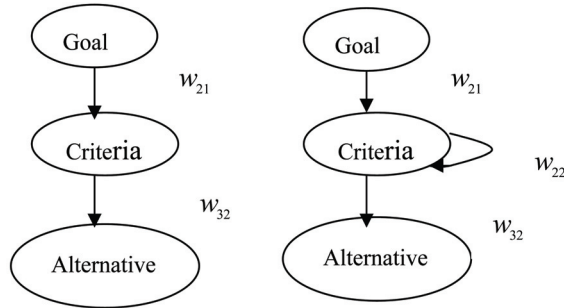 Goal
w21
Criteria
w32
Alternative
Goal
w21
Criteria
w22
w32
Alternative